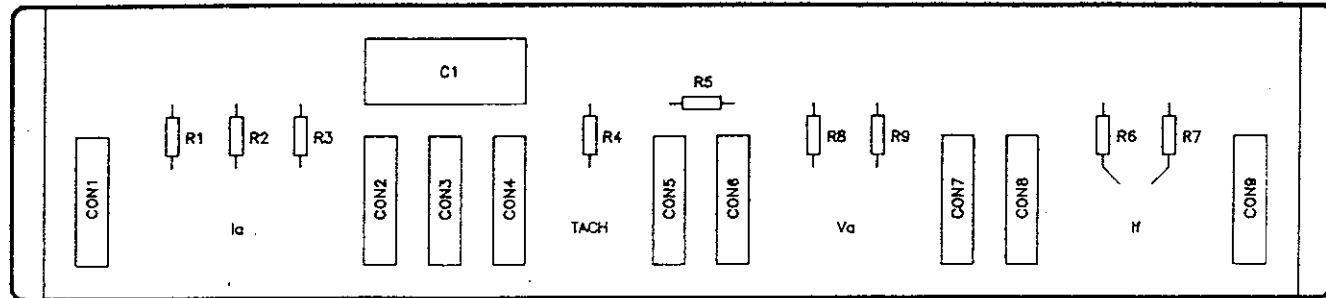 C1
R5
R1
R2
R3
R4
R8
R9
R6
R7
CON1
CON2
CON3
CON4
CON5
CON6
CON7
CON8
CON9
Ia
TACH
Va
If